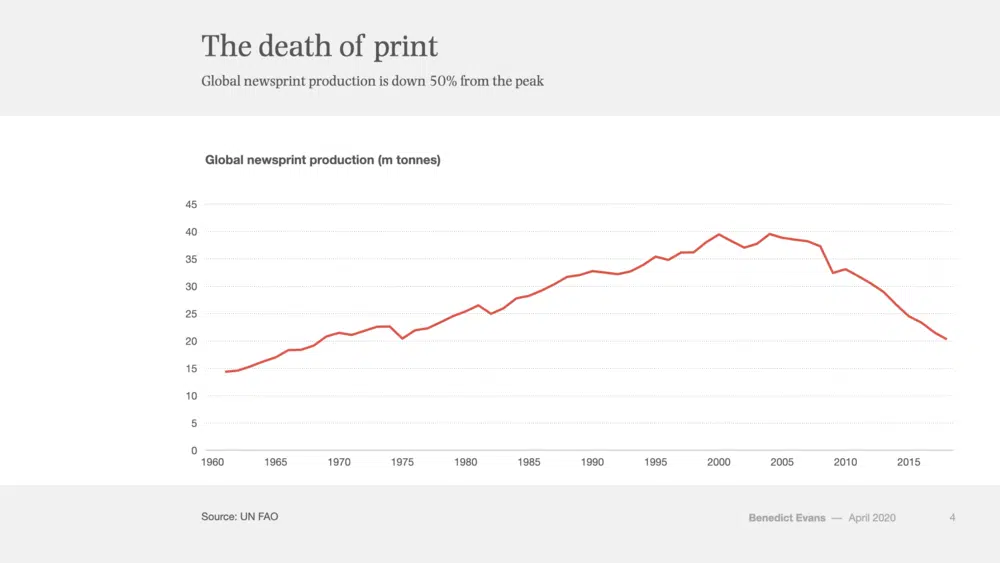 The death of print
Global newsprint production is down 50% from the peak
Global newsprint production (m tonnes)
45
40
35
30
25
20
15
10
5
0
1960 1965 1970 1975 1980 1985 1990 1995 2000 2005 2010 2015
Source: UN FAO
Benedict Evans — April 2020 4